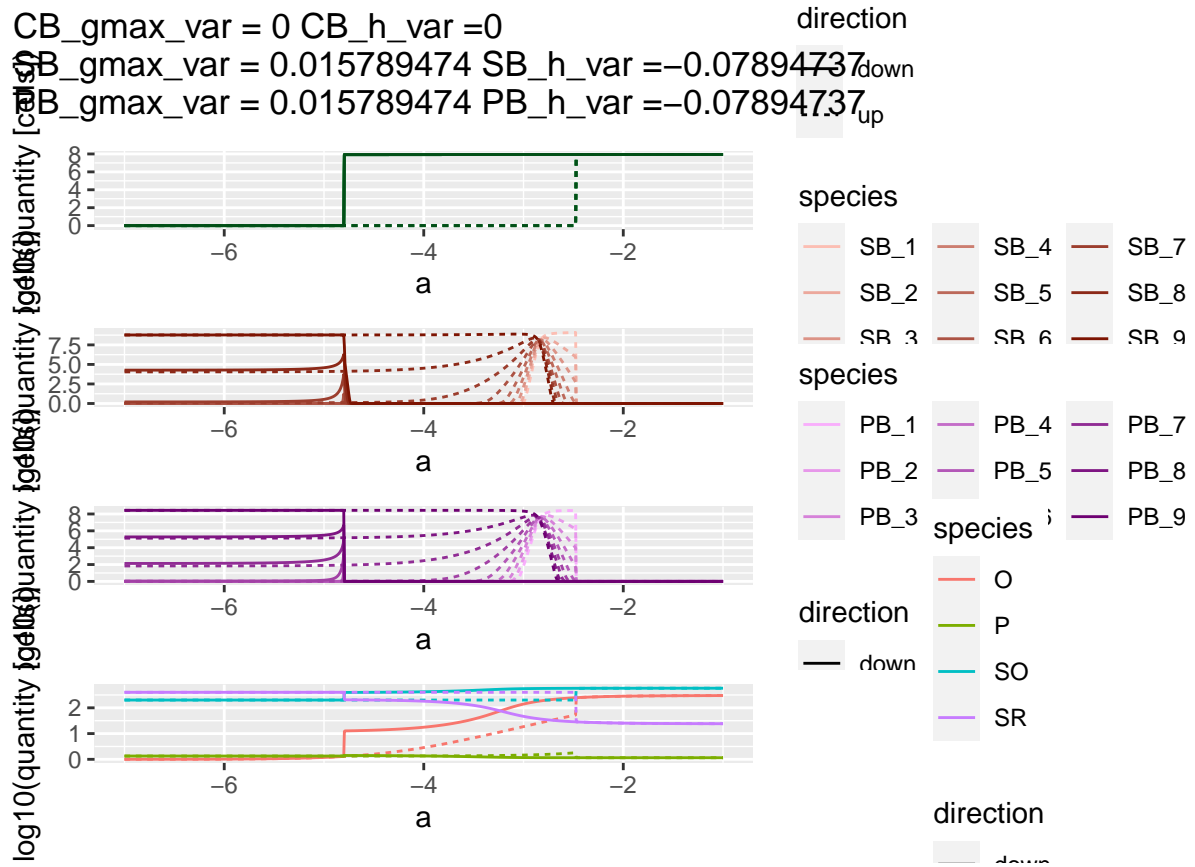 CB_gmax_var = 0 CB_h_var =0
SB_gmax_var = 0.015789474 SB_h_var =−0.07894737
PB_gmax_var = 0.015789474 PB_h_var =−0.07894737
direction
down
up
8
6
4
2
0
−6 −4 −2
a
species
SB_1 SB_4 SB_7
SB_2 SB_5 SB_8
SB_3 SB_6 SB_9
7.5
5.0
2.5
0.0
−6 −4 −2
a
species
PB_1 PB_4 PB_7
PB_2 PB_5 PB_8
PB_3 PB_9
8
6
4
2
0
−6 −4 −2
a
species
O
P
SO
SR
direction
down
2
1
0
−6 −4 −2
a
log10(quantity
direction
down